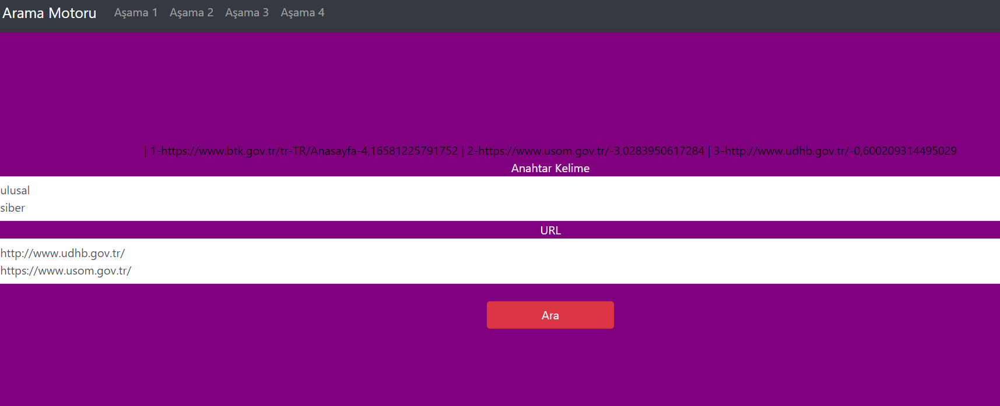 Arama Motoru Aşama 1 Aşama 2 Aşama 3 Aşama 4
| 1-https://www.btk.gov.tr/tr-TR/Anasayfa-4,16581225791752 | 2-https://www.usom.gov.tr/-3,0283950617284 | 3-http://www.udhb.gov.tr/-0,600209314495029
Anahtar Kelime
ulusal
siber
URL
http://www.udhb.gov.tr/
https://www.usom.gov.tr/
Ara